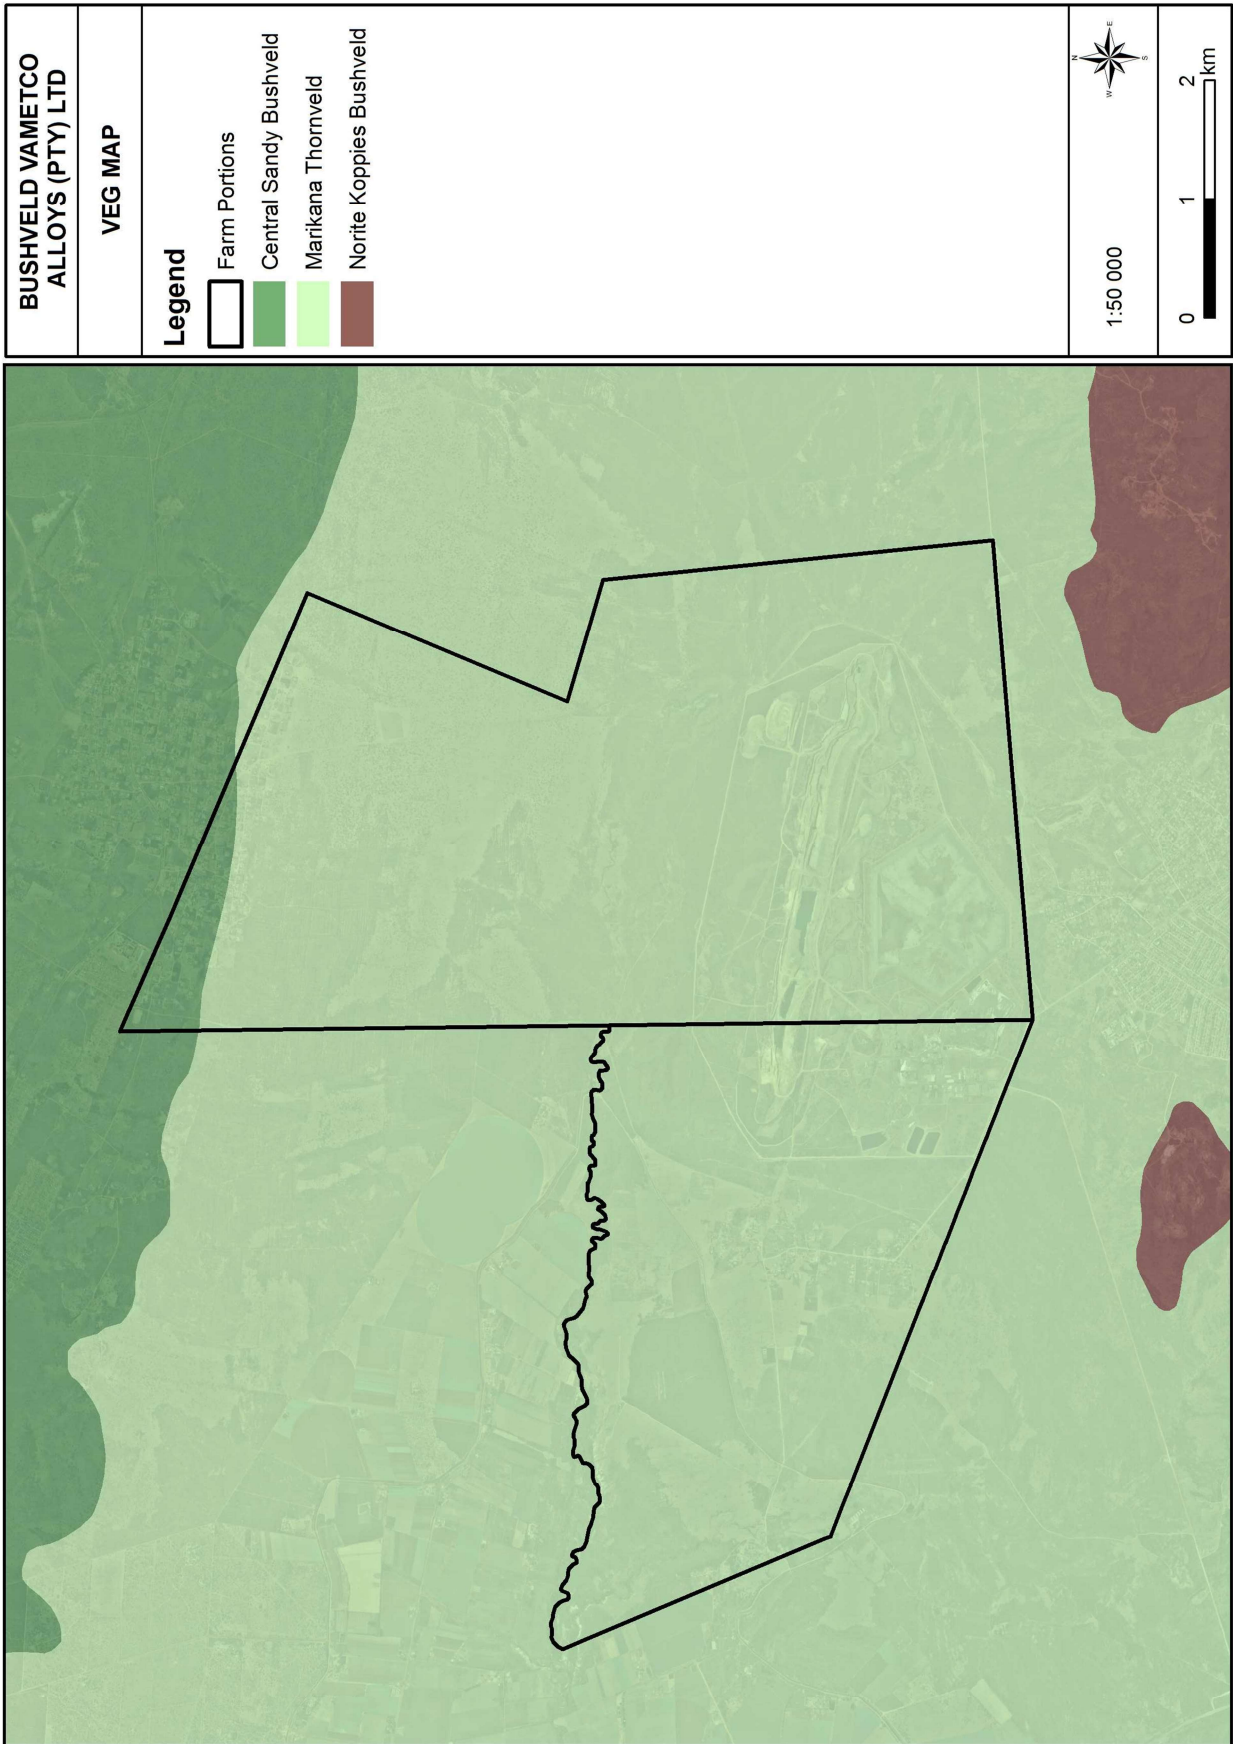 BUSHVELD VAMETCO
ALLOYS (PTY) LTD
VEG MAP
Legend
Farm Portions
Central Sandy Bushveld
Marikana Thornveld
Norite Koppies Bushveld
N
W
E
S
1:50 000
0 1 2
km